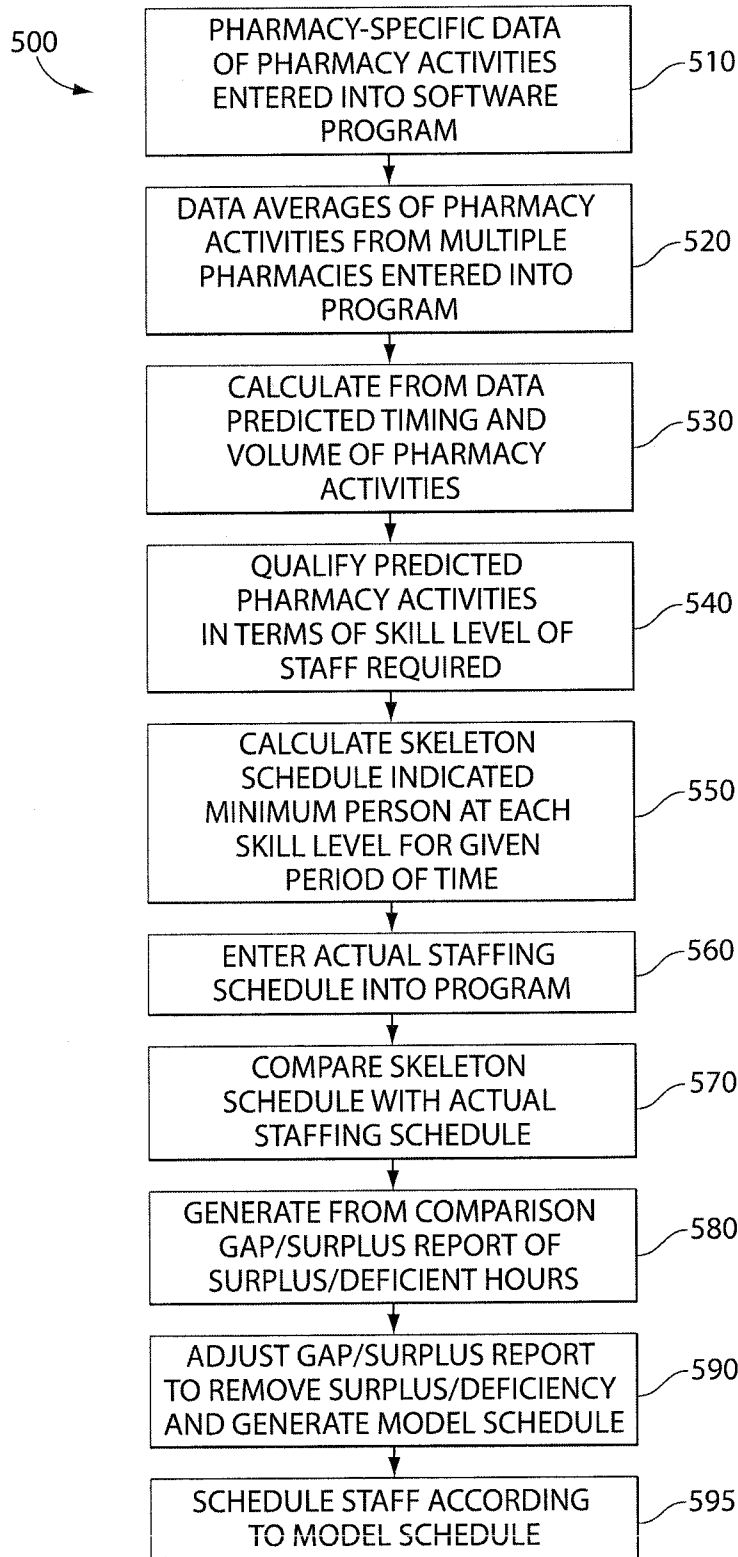 500
PHARMACY-SPECIFIC DATA
OF PHARMACY ACTIVITIES
ENTERED INTO SOFTWARE
PROGRAM
510
DATA AVERAGES OF PHARMACY
ACTIVITIES FROM MULTIPLE
PHARMACIES ENTERED INTO
PROGRAM
520
CALCULATE FROM DATA
PREDICTED TIMING AND
VOLUME OF PHARMACY
ACTIVITIES
530
QUALIFY PREDICTED
PHARMACY ACTIVITIES
IN TERMS OF SKILL LEVEL OF
STAFF REQUIRED
540
CALCULATE SKELETON
SCHEDULE INDICATED
MINIMUM PERSON AT EACH
SKILL LEVEL FOR GIVEN
PERIOD OF TIME
550
ENTER ACTUAL STAFFING
SCHEDULE INTO PROGRAM
560
COMPARE SKELETON
SCHEDULE WITH ACTUAL
STAFFING SCHEDULE
570
GENERATE FROM COMPARISON
GAP/SURPLUS REPORT OF
SURPLUS/DEFICIENT HOURS
580
ADJUST GAP/SURPLUS REPORT
TO REMOVE SURPLUS/DEFICIENCY
AND GENERATE MODEL SCHEDULE
590
SCHEDULE STAFF ACCORDING
TO MODEL SCHEDULE
595